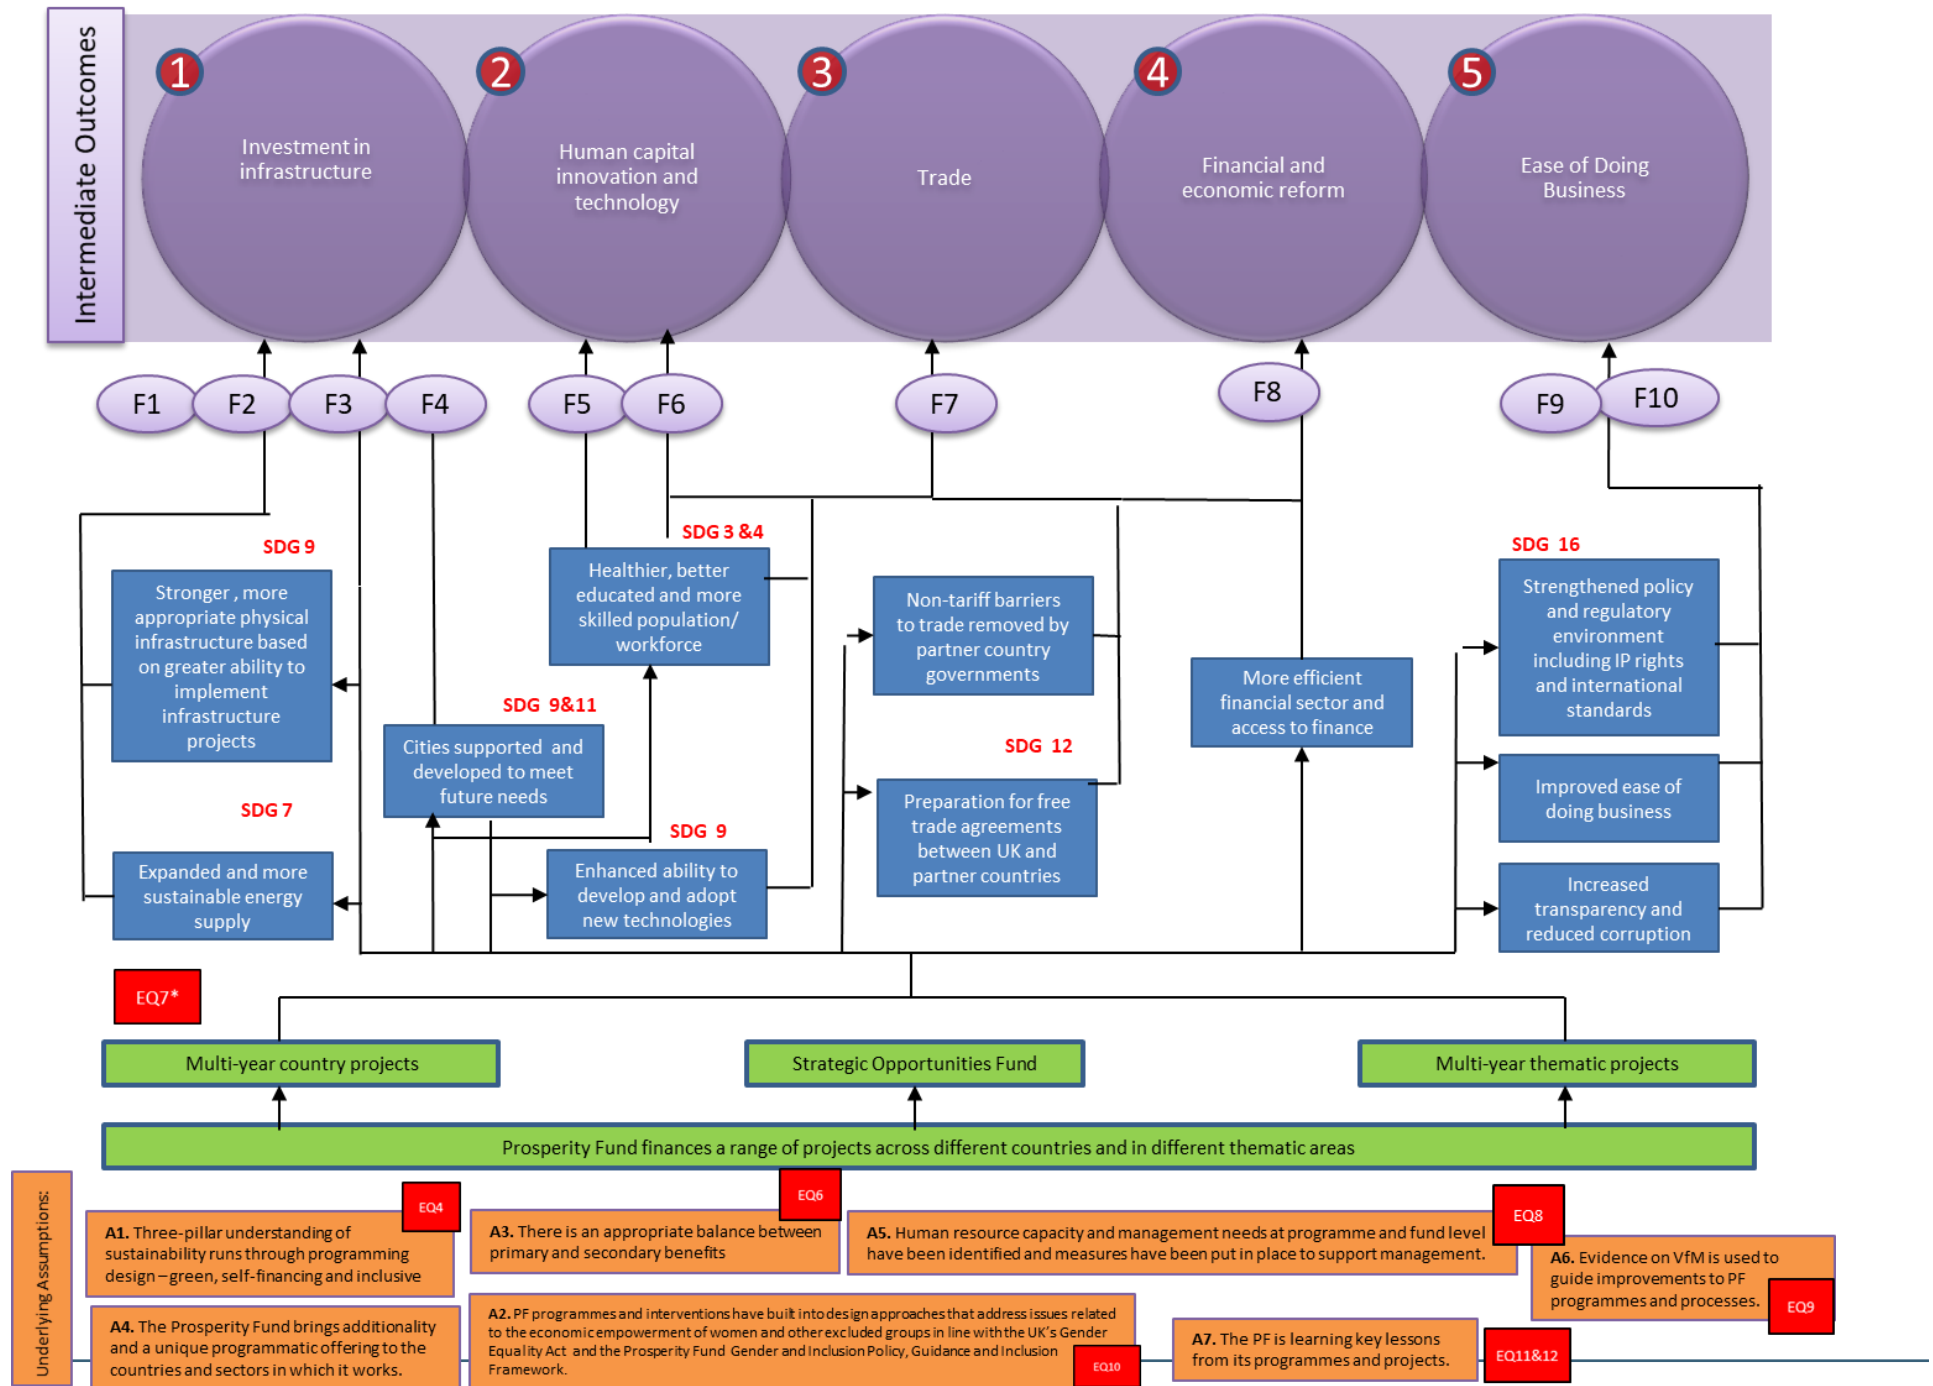 Intermediate Outcomes
1
2
3
4
5
Investment in
infrastructure
Human capital
innovation and
technology
Trade
Financial and
economic reform
Ease of Doing
Business
F1
F2
F3
F4
F5
F6
F7
F8
F9
F10
SDG 9
Stronger , more
appropriate physical
infrastructure based
on greater ability to
implement
infrastructure
projects
SDG 7
Expanded and more
sustainable energy
supply
SDG 9&11
Cities supported and
developed to meet
future needs
SDG 3 &4
Healthier, better
educated and more
skilled population/
workforce
SDG 9
Enhanced ability to
develop and adopt
new technologies
Non-tariff barriers
to trade removed by
partner country
governments
SDG 12
Preparation for free
trade agreements
between UK and
partner countries
More efficient
financial sector and
access to finance
SDG 16
Strengthened policy
and regulatory
environment
including IP rights
and international
standards
Improved ease of
doing business
Increased
transparency and
reduced corruption
EQ7*
Multi-year country projects
Strategic Opportunities Fund
Multi-year thematic projects
Prosperity Fund finances a range of projects across different countries and in different thematic areas
Underlying Assumptions:
EQ4
A1. Three-pillar understanding of
sustainability runs through programming
design – green, self-financing and inclusive
EQ6
A3. There is an appropriate balance between
primary and secondary benefits
EQ8
A5. Human resource capacity and management needs at programme and fund level
have been identified and measures have been put in place to support management.
A6. Evidence on VfM is used to
guide improvements to PF
programmes and processes.
EQ9
A4. The Prosperity Fund brings additionality
and a unique programmatic offering to the
countries and sectors in which it works.
A2. PF programmes and interventions have built into design approaches that address issues related
to the economic empowerment of women and other excluded groups in line with the UK's Gender
Equality Act and the Prosperity Fund Gender and Inclusion Policy, Guidance and Inclusion
Framework.
EQ10
A7. The PF is learning key lessons
from its programmes and projects.
EQ11&12